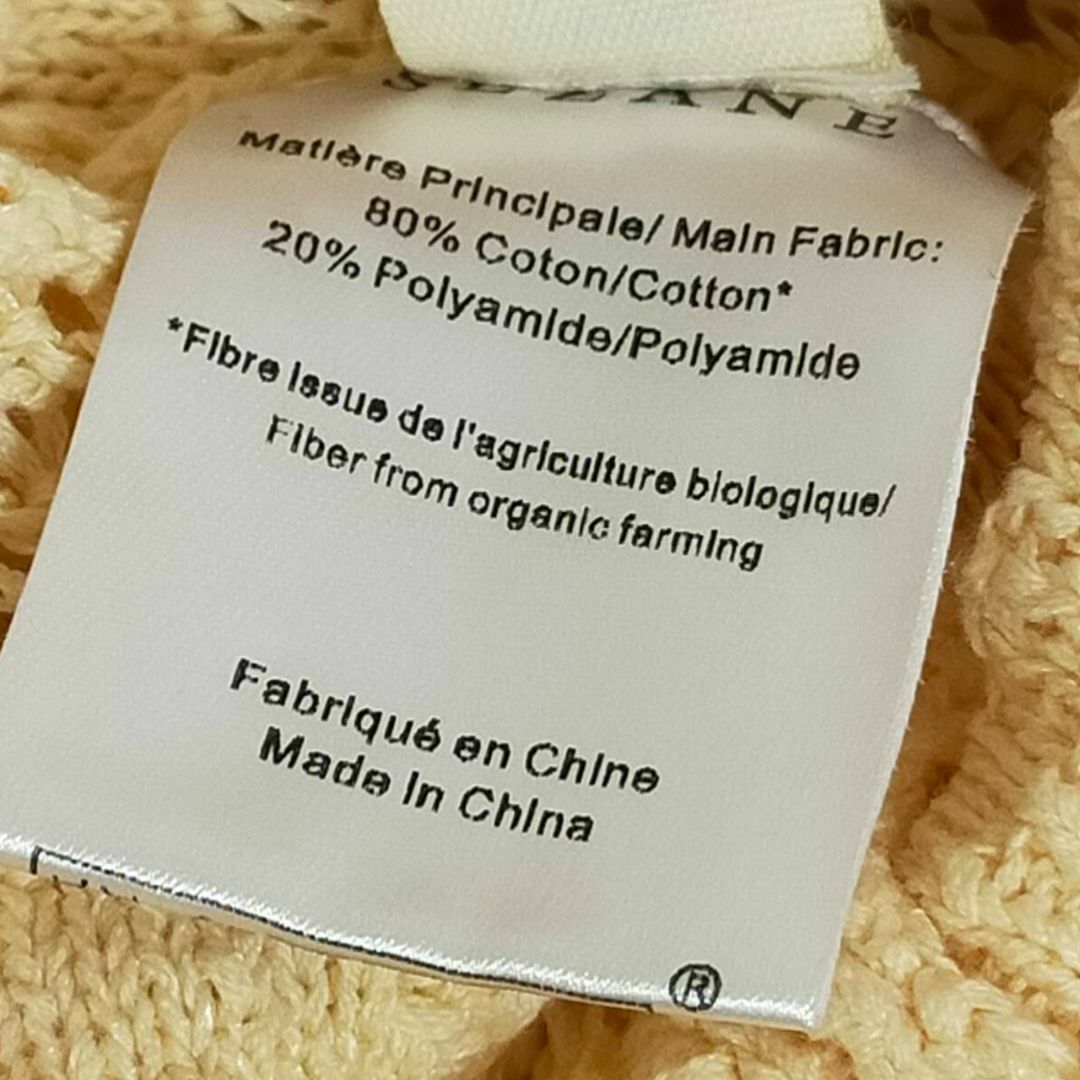 SEZANE
Matière Principale/ Main Fabric:
80% Coton/Cotton*
20% Polyamide/Polyamide
*Fibre issue de l'agriculture biologique/
Fiber from organic farming
Fabriqué en Chine
Made in China
®